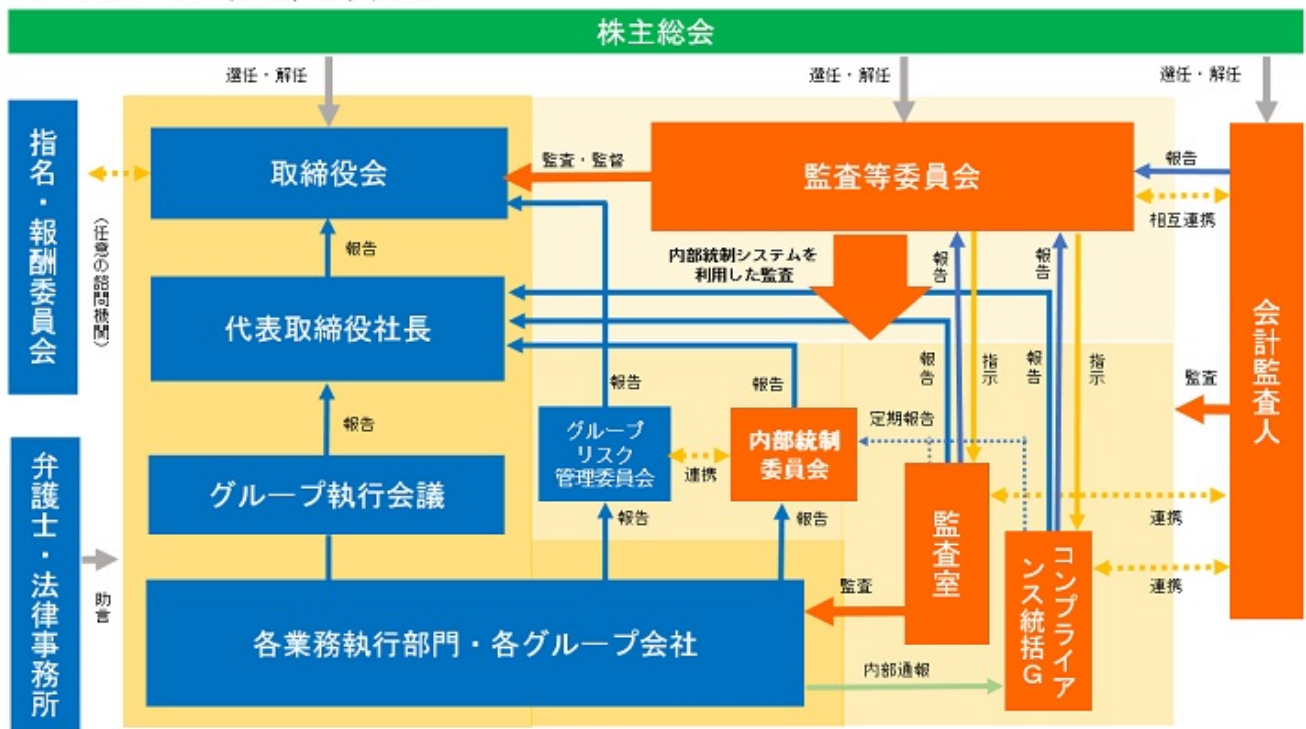 株主総会
選任・解任
選任・解任
選任・解任
指名・報酬委員会
(任意の諮問機関)
取締役会
監査・監督
監査等委員会
報告
相互連携
会計監査人
報告
内部統制システムを
利用した監査
報告
報告
代表取締役社長
報告
報告
報告
指示
報告
指示
監査
報告
定期報告
グループ
リスク
管理委員会
連携
内部統制
委員会
グループ執行会議
報告
報告
監査室
連携
弁護士・法律事務所
助言
各業務執行部門・各グループ会社
監査
コンプライア
ンス統括G
連携
内部通報